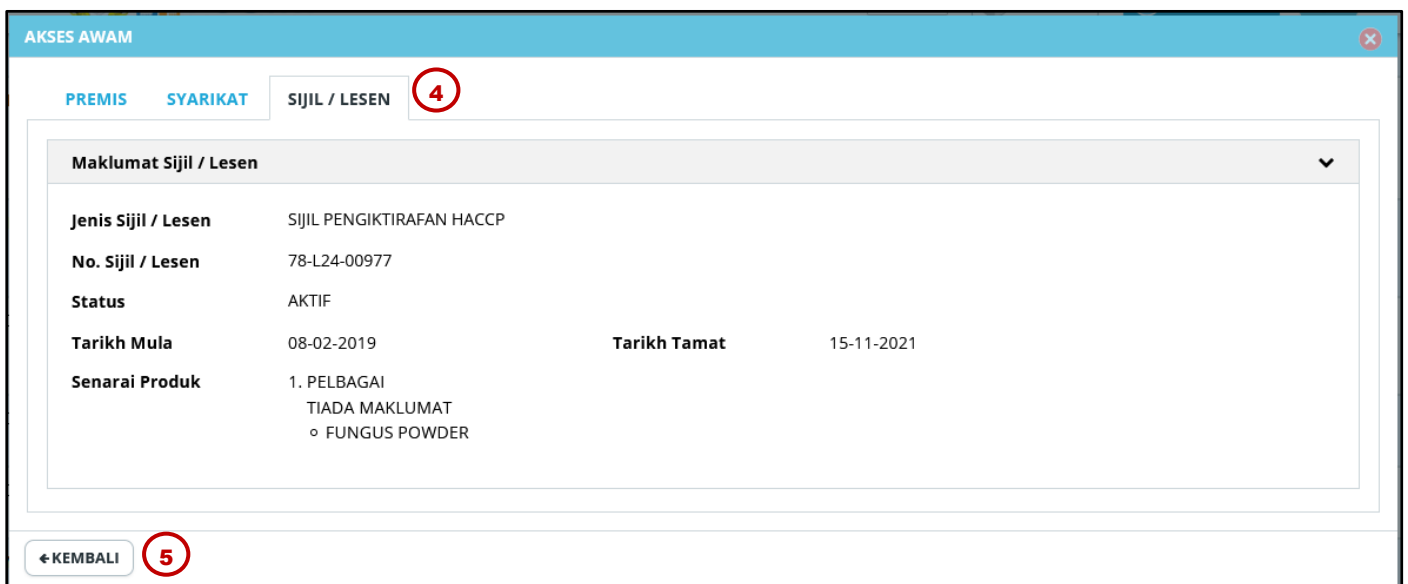 AKSES AWAM
PREMIS SYARIKAT SIJIL / LESEN 4
Maklumat Sijil / Lesen
Jenis Sijil / Lesen SIJIL PENGIKTIRAFAN HACCP
No. Sijil / Lesen 78-L24-00977
Status AKTIF
Tarikh Mula 08-02-2019 Tarikh Tamat 15-11-2021
Senarai Produk 1. PELBAGAI
TIADA MAKLUMAT
FUNGUS POWDER
KEMBALI 5